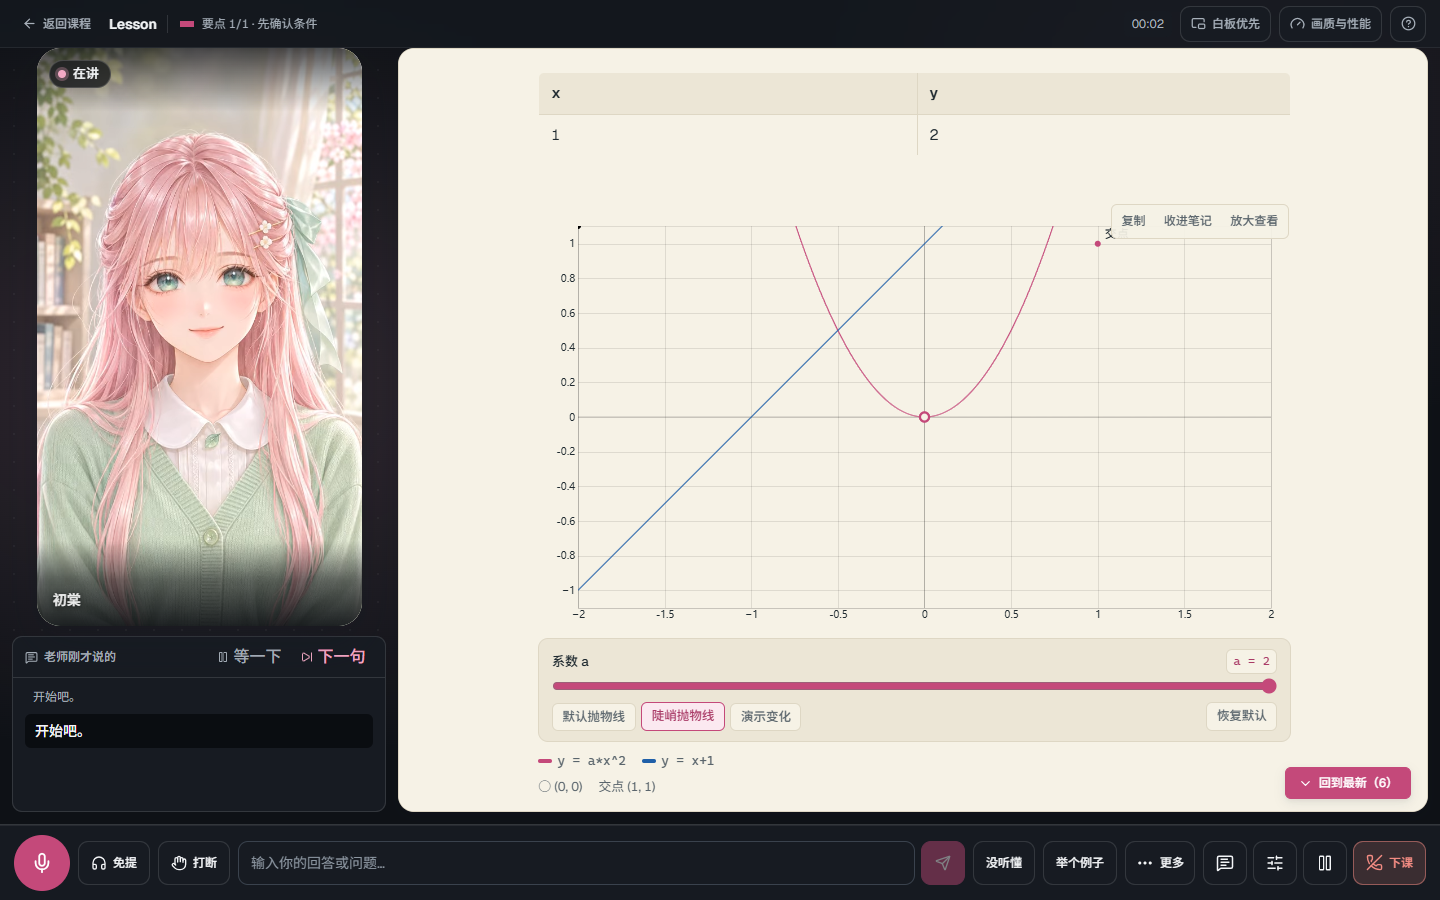 返回课程 Lesson 要点 1/1 · 先确认条件 00:02 白板优先 画质与性能
在讲
初棠
老师刚才说的 等一下 下一句
开始吧。
开始吧。
x y
1 2
复制 收进笔记 放大查看
交
1
0.8
0.6
0.4
0.2
0
-0.2
-0.4
-0.6
-0.8
−1
−2 -1.5 −1 -0.5 0 0.5 1 1.5 2
系数 a a = 2
默认抛物线 陡峭抛物线 演示变化 恢复默认
y = a*x^2 y = x+1
(0, 0) 交点 (1, 1)
回到最新（6）
免提 打断 输入你的回答或问题... 没听懂 举个例子 更多 下课